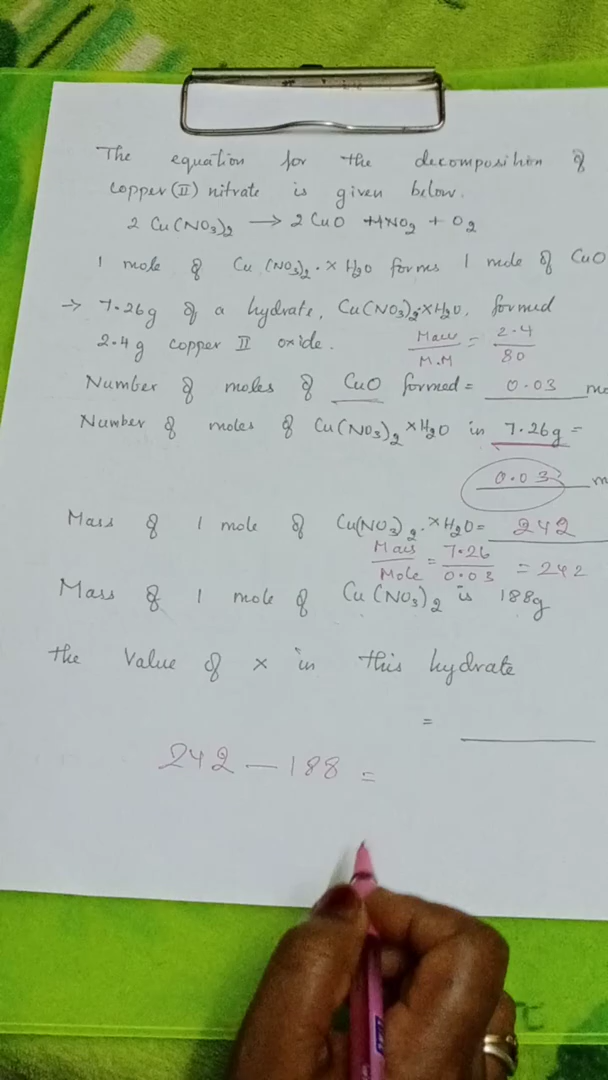 The equation for the decomposition of
copper (II) nitrate is given below.
2 Cu(NO3)2 → 2 CuO +4NO2 + O2
1 mole of Cu (NO3)2 . x H2O forms 1 mole of CuO
→ 7.26g of a hydrate, Cu(NO3)2.xH2O, formed
2.4 g copper II oxide. Mass/M.M = 2.4/80
Number of moles of CuO formed = 0.03 mo
Number of moles of Cu(NO3)2 xH2O in 7.26g =
0.03 m
Mass of 1 mole of Cu(NO3)2.xH2O= 242
Mass/Mole = 7.26/0.03 = 242
Mass of 1 mole of Cu (NO3)2 is 188g
the Value of x in this hydrate
=
242 — 188 =